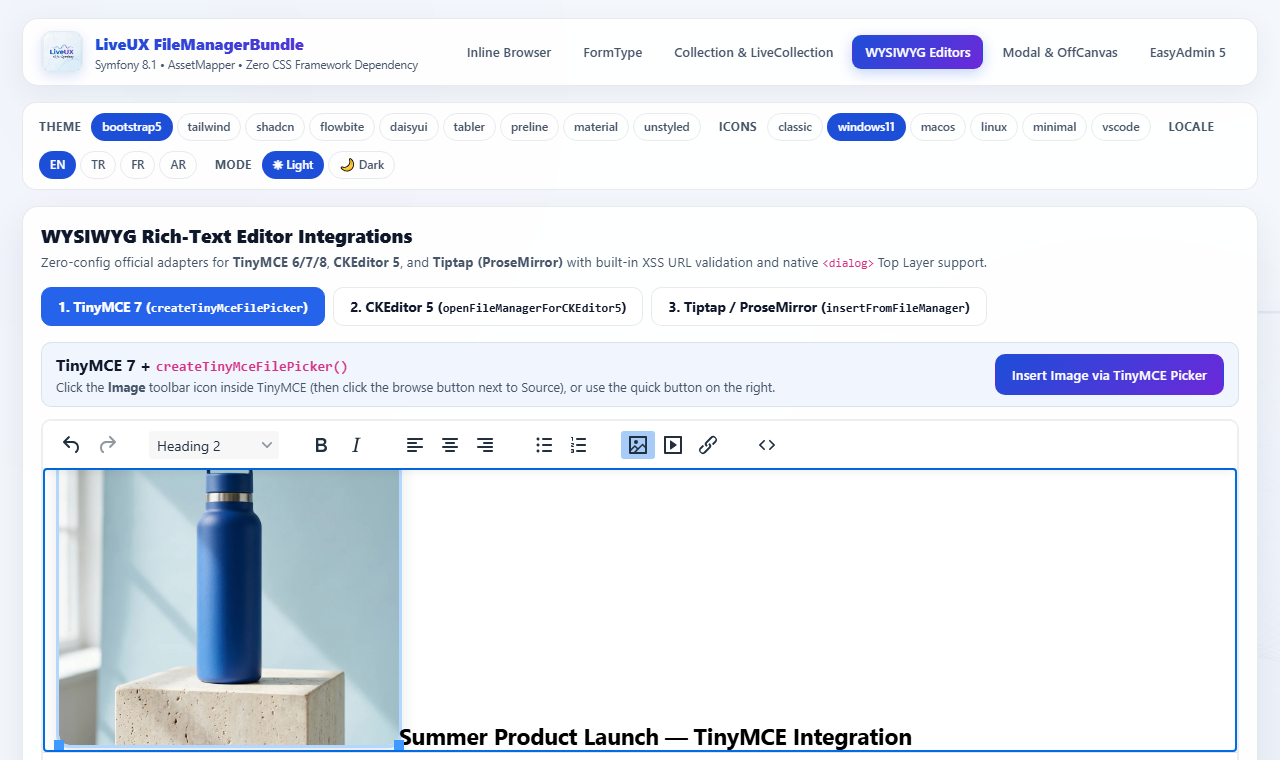 LiveUX FileManagerBundle
Symfony 8.1 • AssetMapper • Zero CSS Framework Dependency
Inline Browser FormType Collection & LiveCollection WYSIWYG Editors Modal & OffCanvas EasyAdmin 5
THEME bootstrap5 tailwind shadcn flowbite daisyui tabler preline material unstyled ICONS classic windows11 macos linux minimal vscode LOCALE
EN TR FR AR MODE Light Dark
WYSIWYG Rich-Text Editor Integrations
Zero-config official adapters for TinyMCE 6/7/8, CKEditor 5, and Tiptap (ProseMirror) with built-in XSS URL validation and native <dialog> Top Layer support.
1. TinyMCE 7 (createTinyMceFilePicker) 2. CKEditor 5 (openFileManagerForCKEditor5) 3. Tiptap / ProseMirror (insertFromFileManager)
TinyMCE 7 + createTinyMceFilePicker()
Click the Image toolbar icon inside TinyMCE (then click the browse button next to Source), or use the quick button on the right.
Insert Image via TinyMCE Picker
Heading 2
Summer Product Launch — TinyMCE Integration